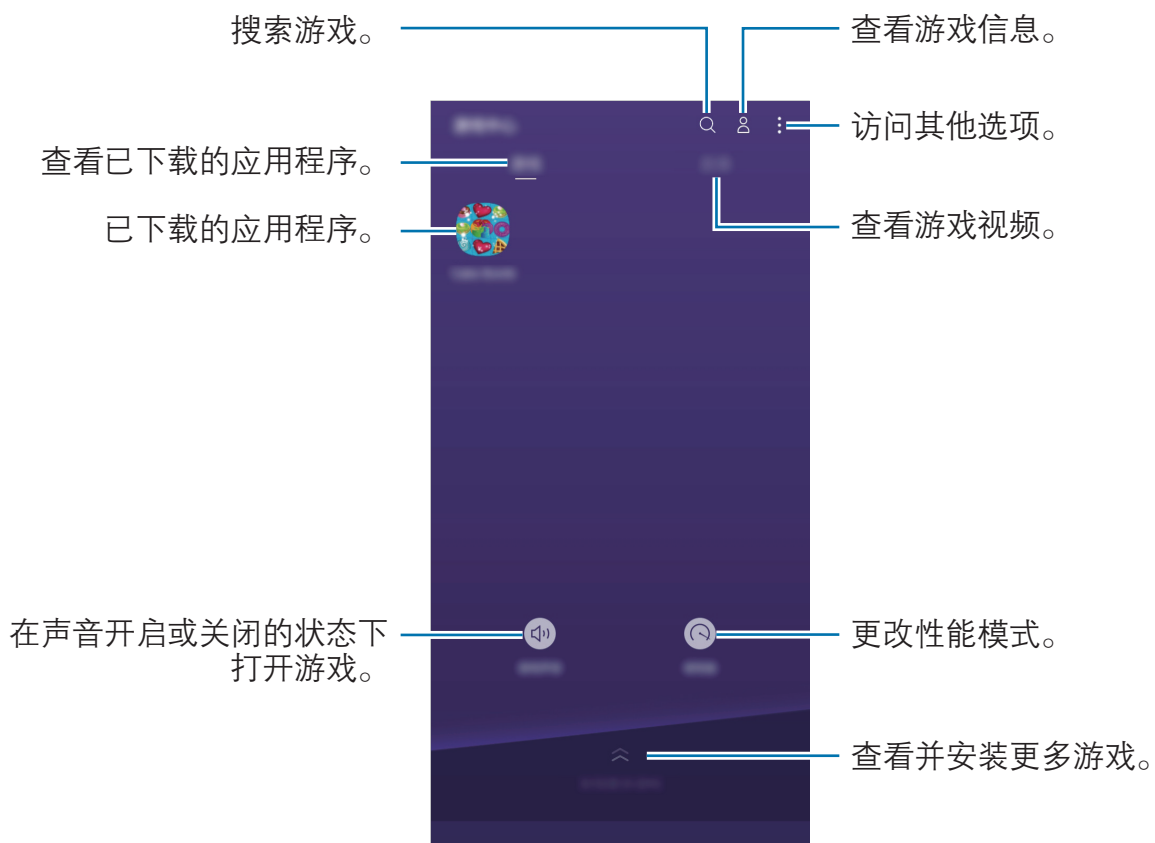 搜索游戏。
查看游戏信息。
访问其他选项。
查看已下载的应用程序。
已下载的应用程序。
查看游戏视频。
在声音开启或关闭的状态下
打开游戏。
更改性能模式。
查看并安装更多游戏。